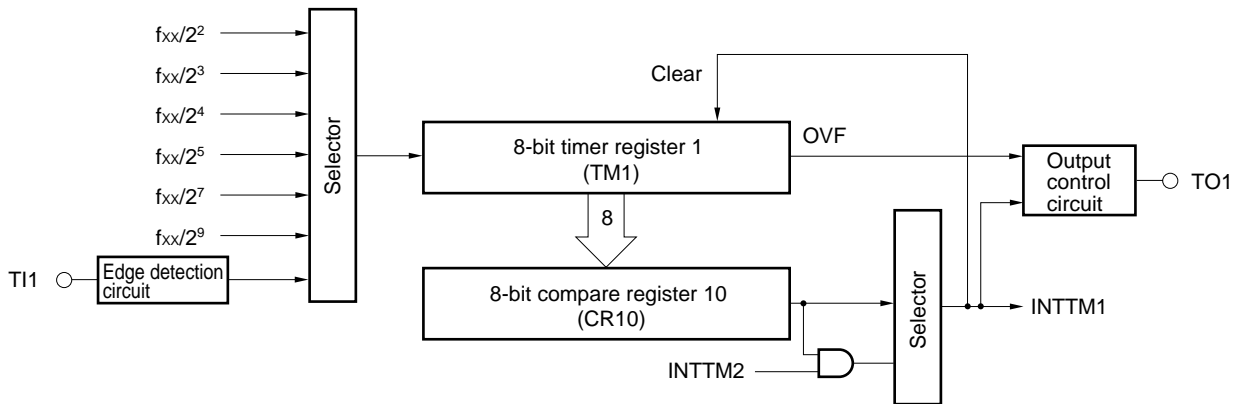 fxx/2²
fxx/2³
fxx/2⁴
fxx/2⁵
fxx/2⁷
fxx/2⁹
TI1
Edge detection
circuit
Selector
Clear
8-bit timer register 1
(TM1)
OVF
8
8-bit compare register 10
(CR10)
INTTM2
Selector
Output
control
circuit
TO1
INTTM1